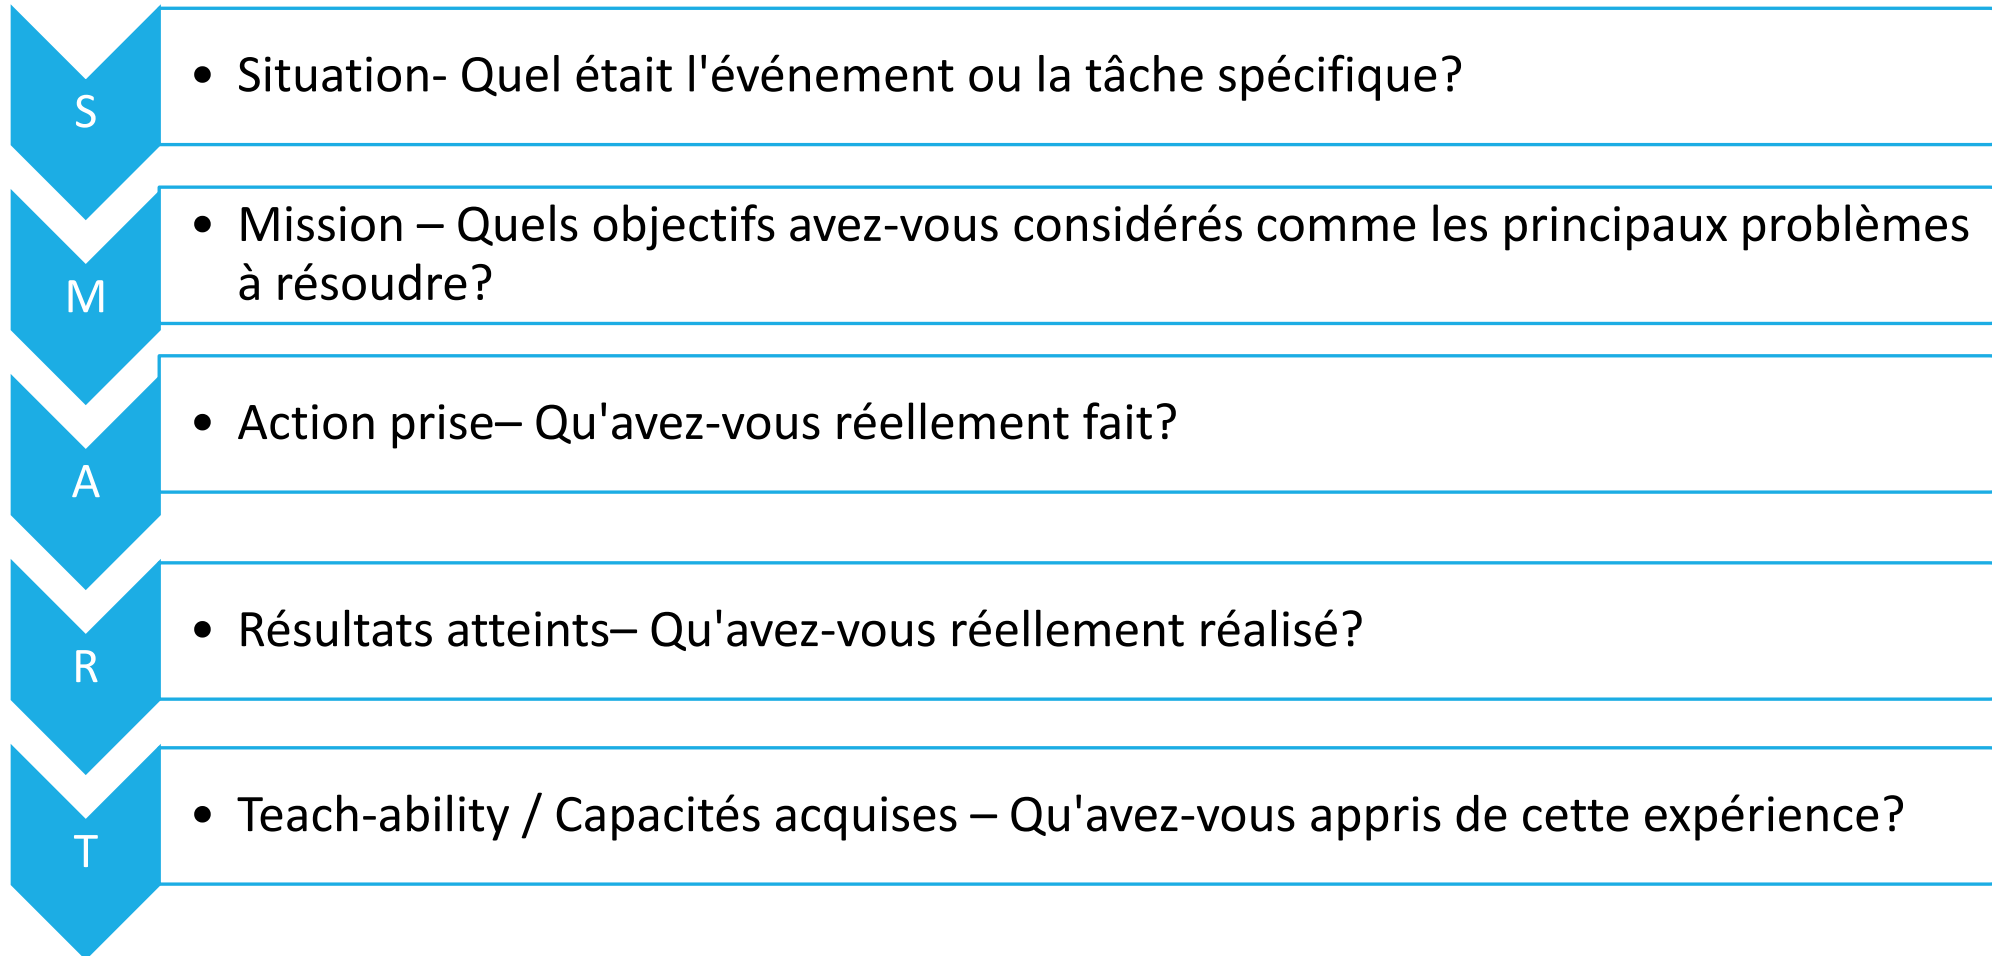 S
• Situation- Quel était l'événement ou la tâche spécifique?
M
• Mission – Quels objectifs avez-vous considérés comme les principaux problèmes
à résoudre?
A
• Action prise– Qu'avez-vous réellement fait?
R
• Résultats atteints– Qu'avez-vous réellement réalisé?
T
• Teach-ability / Capacités acquises – Qu'avez-vous appris de cette expérience?